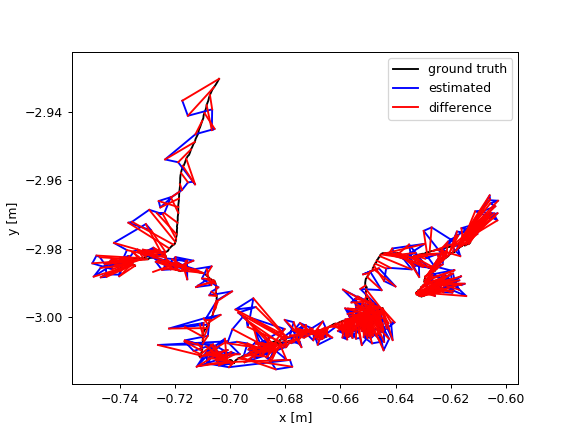 ground truth
estimated
difference
−2.94
−2.96
−2.98
−3.00
y [m]
−0.74 −0.72 −0.70 −0.68 −0.66 −0.64 −0.62 −0.60
x [m]